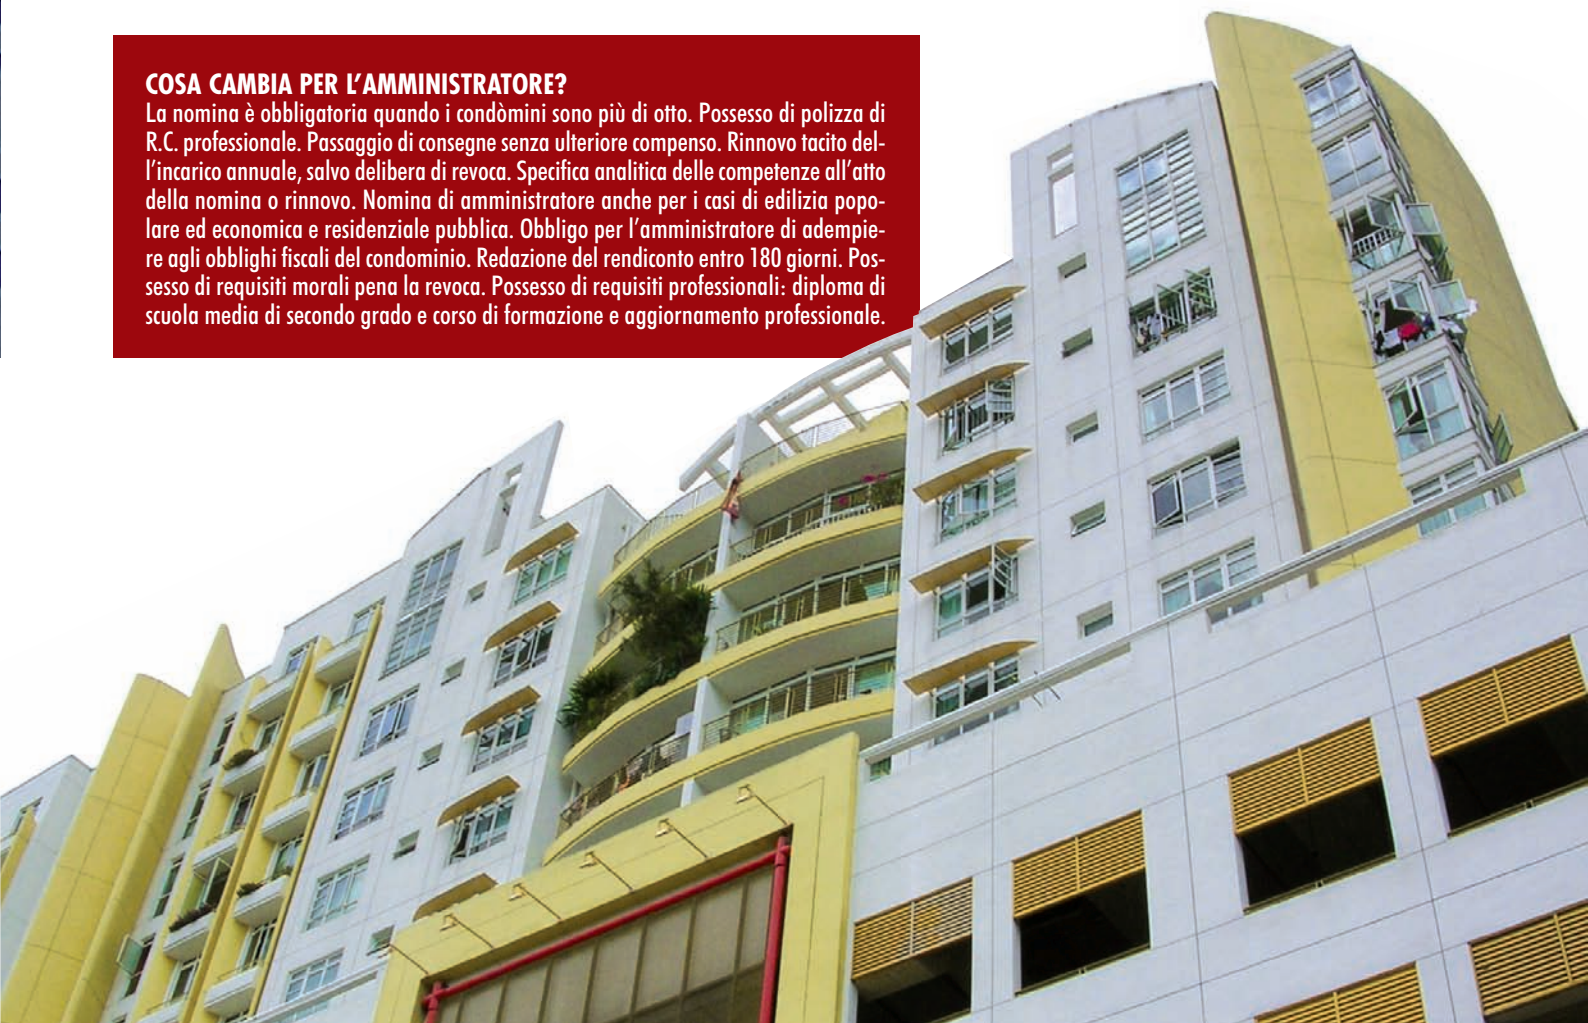 COSA CAMBIA PER L'AMMINISTRATORE?
La nomina è obbligatoria quando i condòmini sono più di otto. Possesso di polizza di
R.C. professionale. Passaggio di consegne senza ulteriore compenso. Rinnovo tacito del-
l'incarico annuale, salvo delibera di revoca. Specifica analitica delle competenze all'atto
della nomina o rinnovo. Nomina di amministratore anche per i casi di edilizia popo-
lare ed economica e residenziale pubblica. Obbligo per l'amministratore di adempie-
re agli obblighi fiscali del condominio. Redazione del rendiconto entro 180 giorni. Pos-
sesso di requisiti morali pena la revoca. Possesso di requisiti professionali: diploma di
scuola media di secondo grado e corso di formazione e aggiornamento professionale.